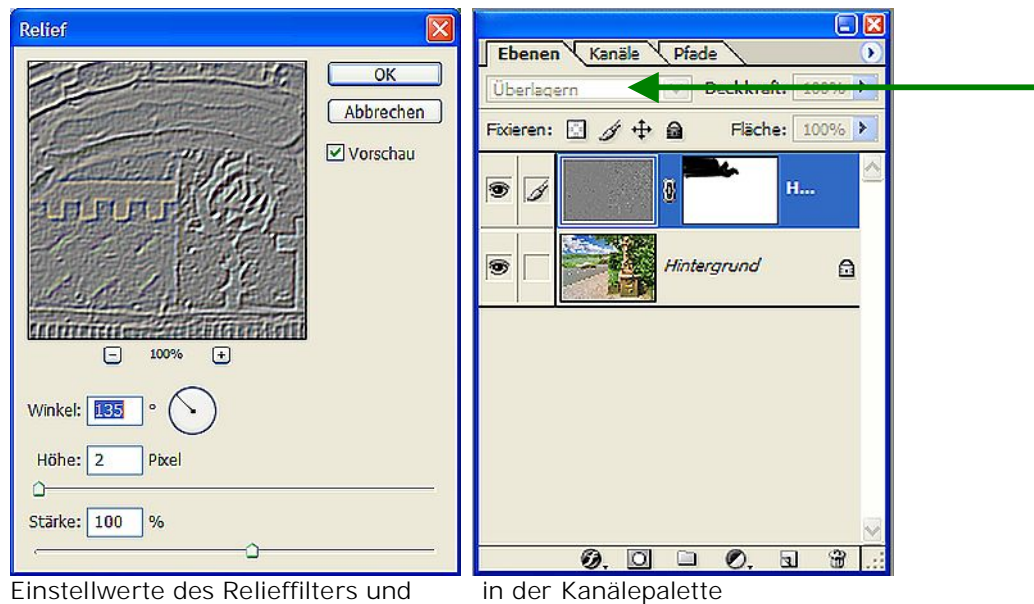 Relief
OK
Abbrechen
Vorschau
100%
Winkel: 135 °
Höhe: 2 Pixel
Stärke: 100 %
Ebenen Kanäle Pfade
Überlagern Deckkraft: 100%
Fixieren: Fläche: 100%
H...
Hintergrund
Einstellwerte des Relieffilters und in der Kanälepalette